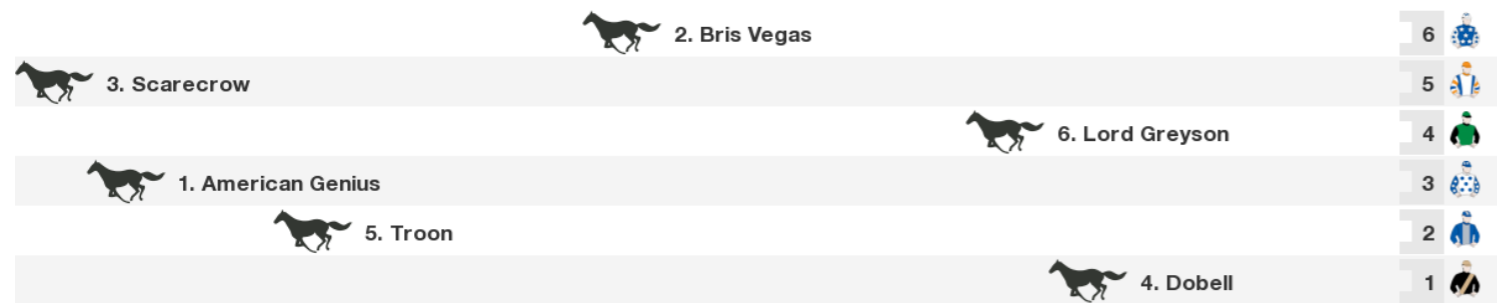 2. Bris Vegas 6
3. Scarecrow 5
6. Lord Greyson 4
1. American Genius 3
5. Troon 2
4. Dobell 1